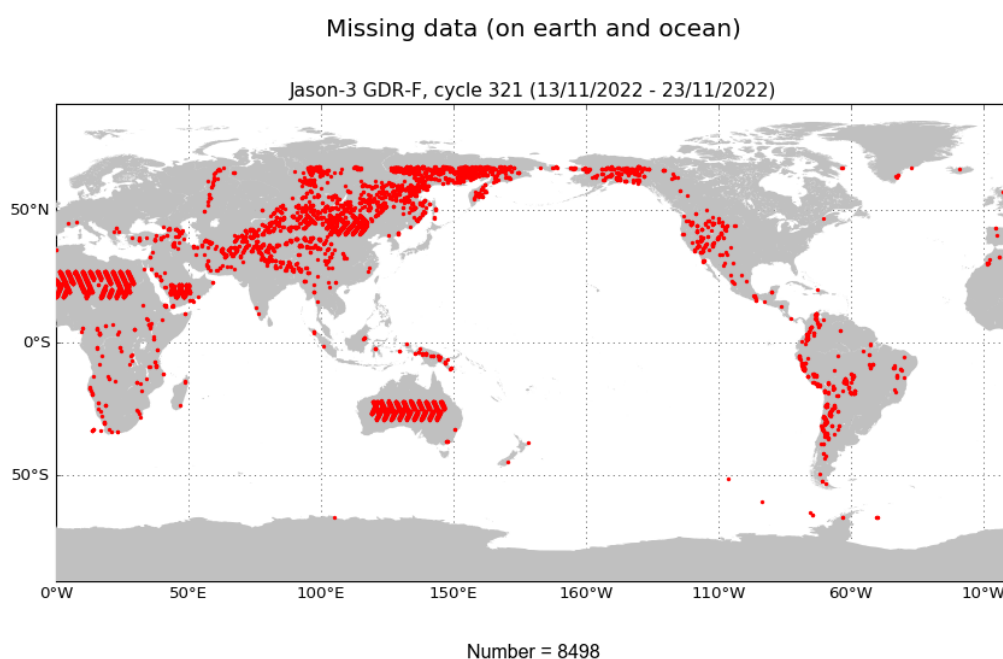 Missing data (on earth and ocean)
Jason-3 GDR-F, cycle 321 (13/11/2022 - 23/11/2022)
50°N
0°S
50°S
0°W 50°E 100°E 150°E 160°W 110°W 60°W 10°W
Number = 8498